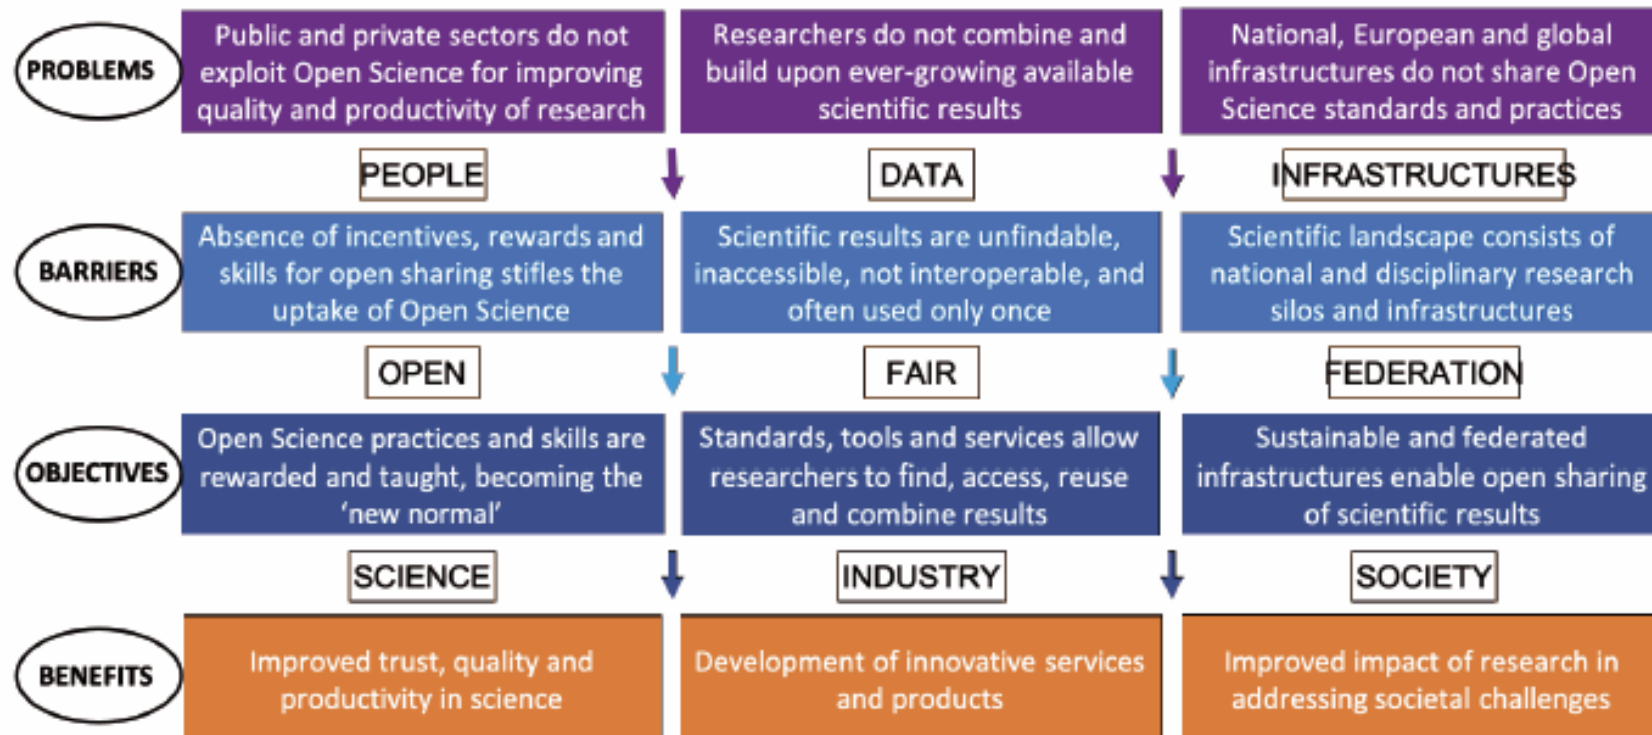 PROBLEMS
Public and private sectors do not
exploit Open Science for improving
quality and productivity of research
Researchers do not combine and
build upon ever-growing available
scientific results
National, European and global
infrastructures do not share Open
Science standards and practices
PEOPLE
DATA
INFRASTRUCTURES
BARRIERS
Absence of incentives, rewards and
skills for open sharing stifles the
uptake of Open Science
Scientific results are unfindable,
inaccessible, not interoperable, and
often used only once
Scientific landscape consists of
national and disciplinary research
silos and infrastructures
OPEN
FAIR
FEDERATION
OBJECTIVES
Open Science practices and skills are
rewarded and taught, becoming the
‘new normal’
Standards, tools and services allow
researchers to find, access, reuse
and combine results
Sustainable and federated
infrastructures enable open sharing
of scientific results
SCIENCE
INDUSTRY
SOCIETY
BENEFITS
Improved trust, quality and
productivity in science
Development of innovative services
and products
Improved impact of research in
addressing societal challenges